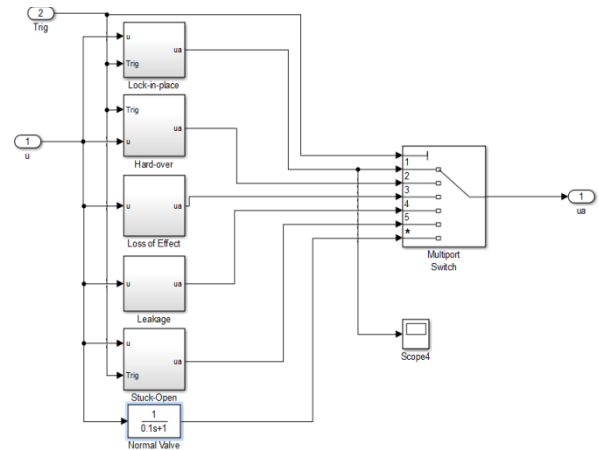 2
Trig
u
ua
Trig
Lock-in-place
Trig
ua
u
Hard-over
1
u
u
ua
Loss of Effect
u
ua
Leakage
u
ua
Trig
Stuck-Open
1
0.1s+1
Normal Valve
1
2
3
4
5
*
Multiport
Switch
1
ua
Scope4